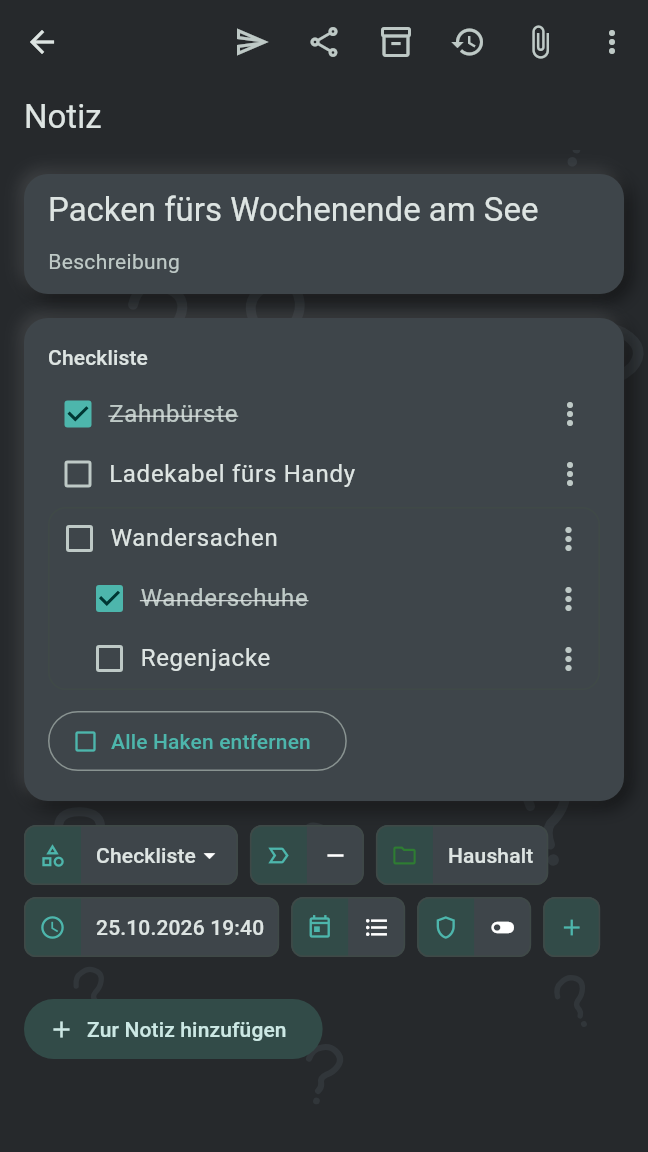 Notiz
Packen fürs Wochenende am See
Beschreibung
Checkliste
Zahnbürste
Ladekabel fürs Handy
Wandersachen
Wanderschuhe
Regenjacke
Alle Haken entfernen
Checkliste
Haushalt
25.10.2026 19:40
Zur Notiz hinzufügen